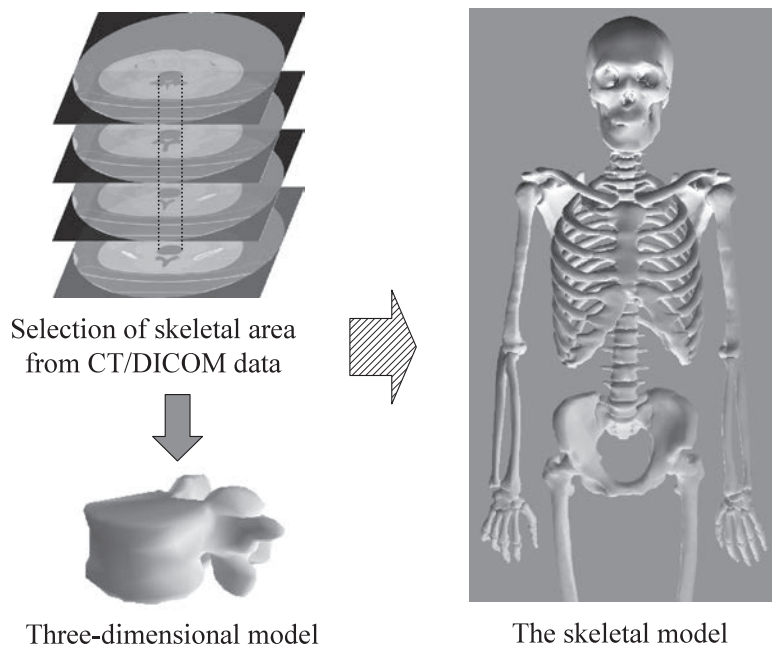 Selection of skeletal area
from CT/DICOM data
Three-dimensional model
The skeletal model